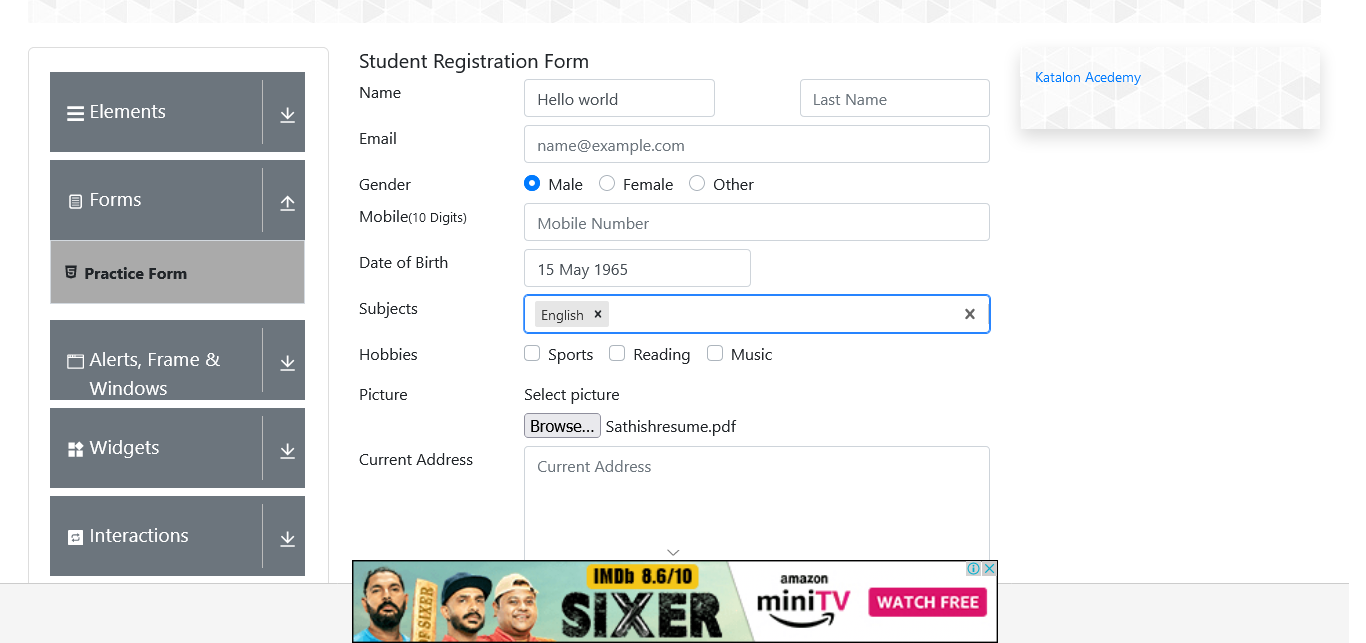 Elements
Forms
Practice Form
Alerts, Frame &
Windows
Widgets
Interactions
Student Registration Form
Name
Hello world
Last Name
Email
name@example.com
Gender
Male
Female
Other
Mobile(10 Digits)
Mobile Number
Date of Birth
15 May 1965
Subjects
English
Hobbies
Sports
Reading
Music
Picture
Select picture
Browse... Sathishresume.pdf
Current Address
Current Address
Katalon Acedemy
OF SIXER
IMDb 8.6/10
SIXER
amazon
miniTV
WATCH FREE